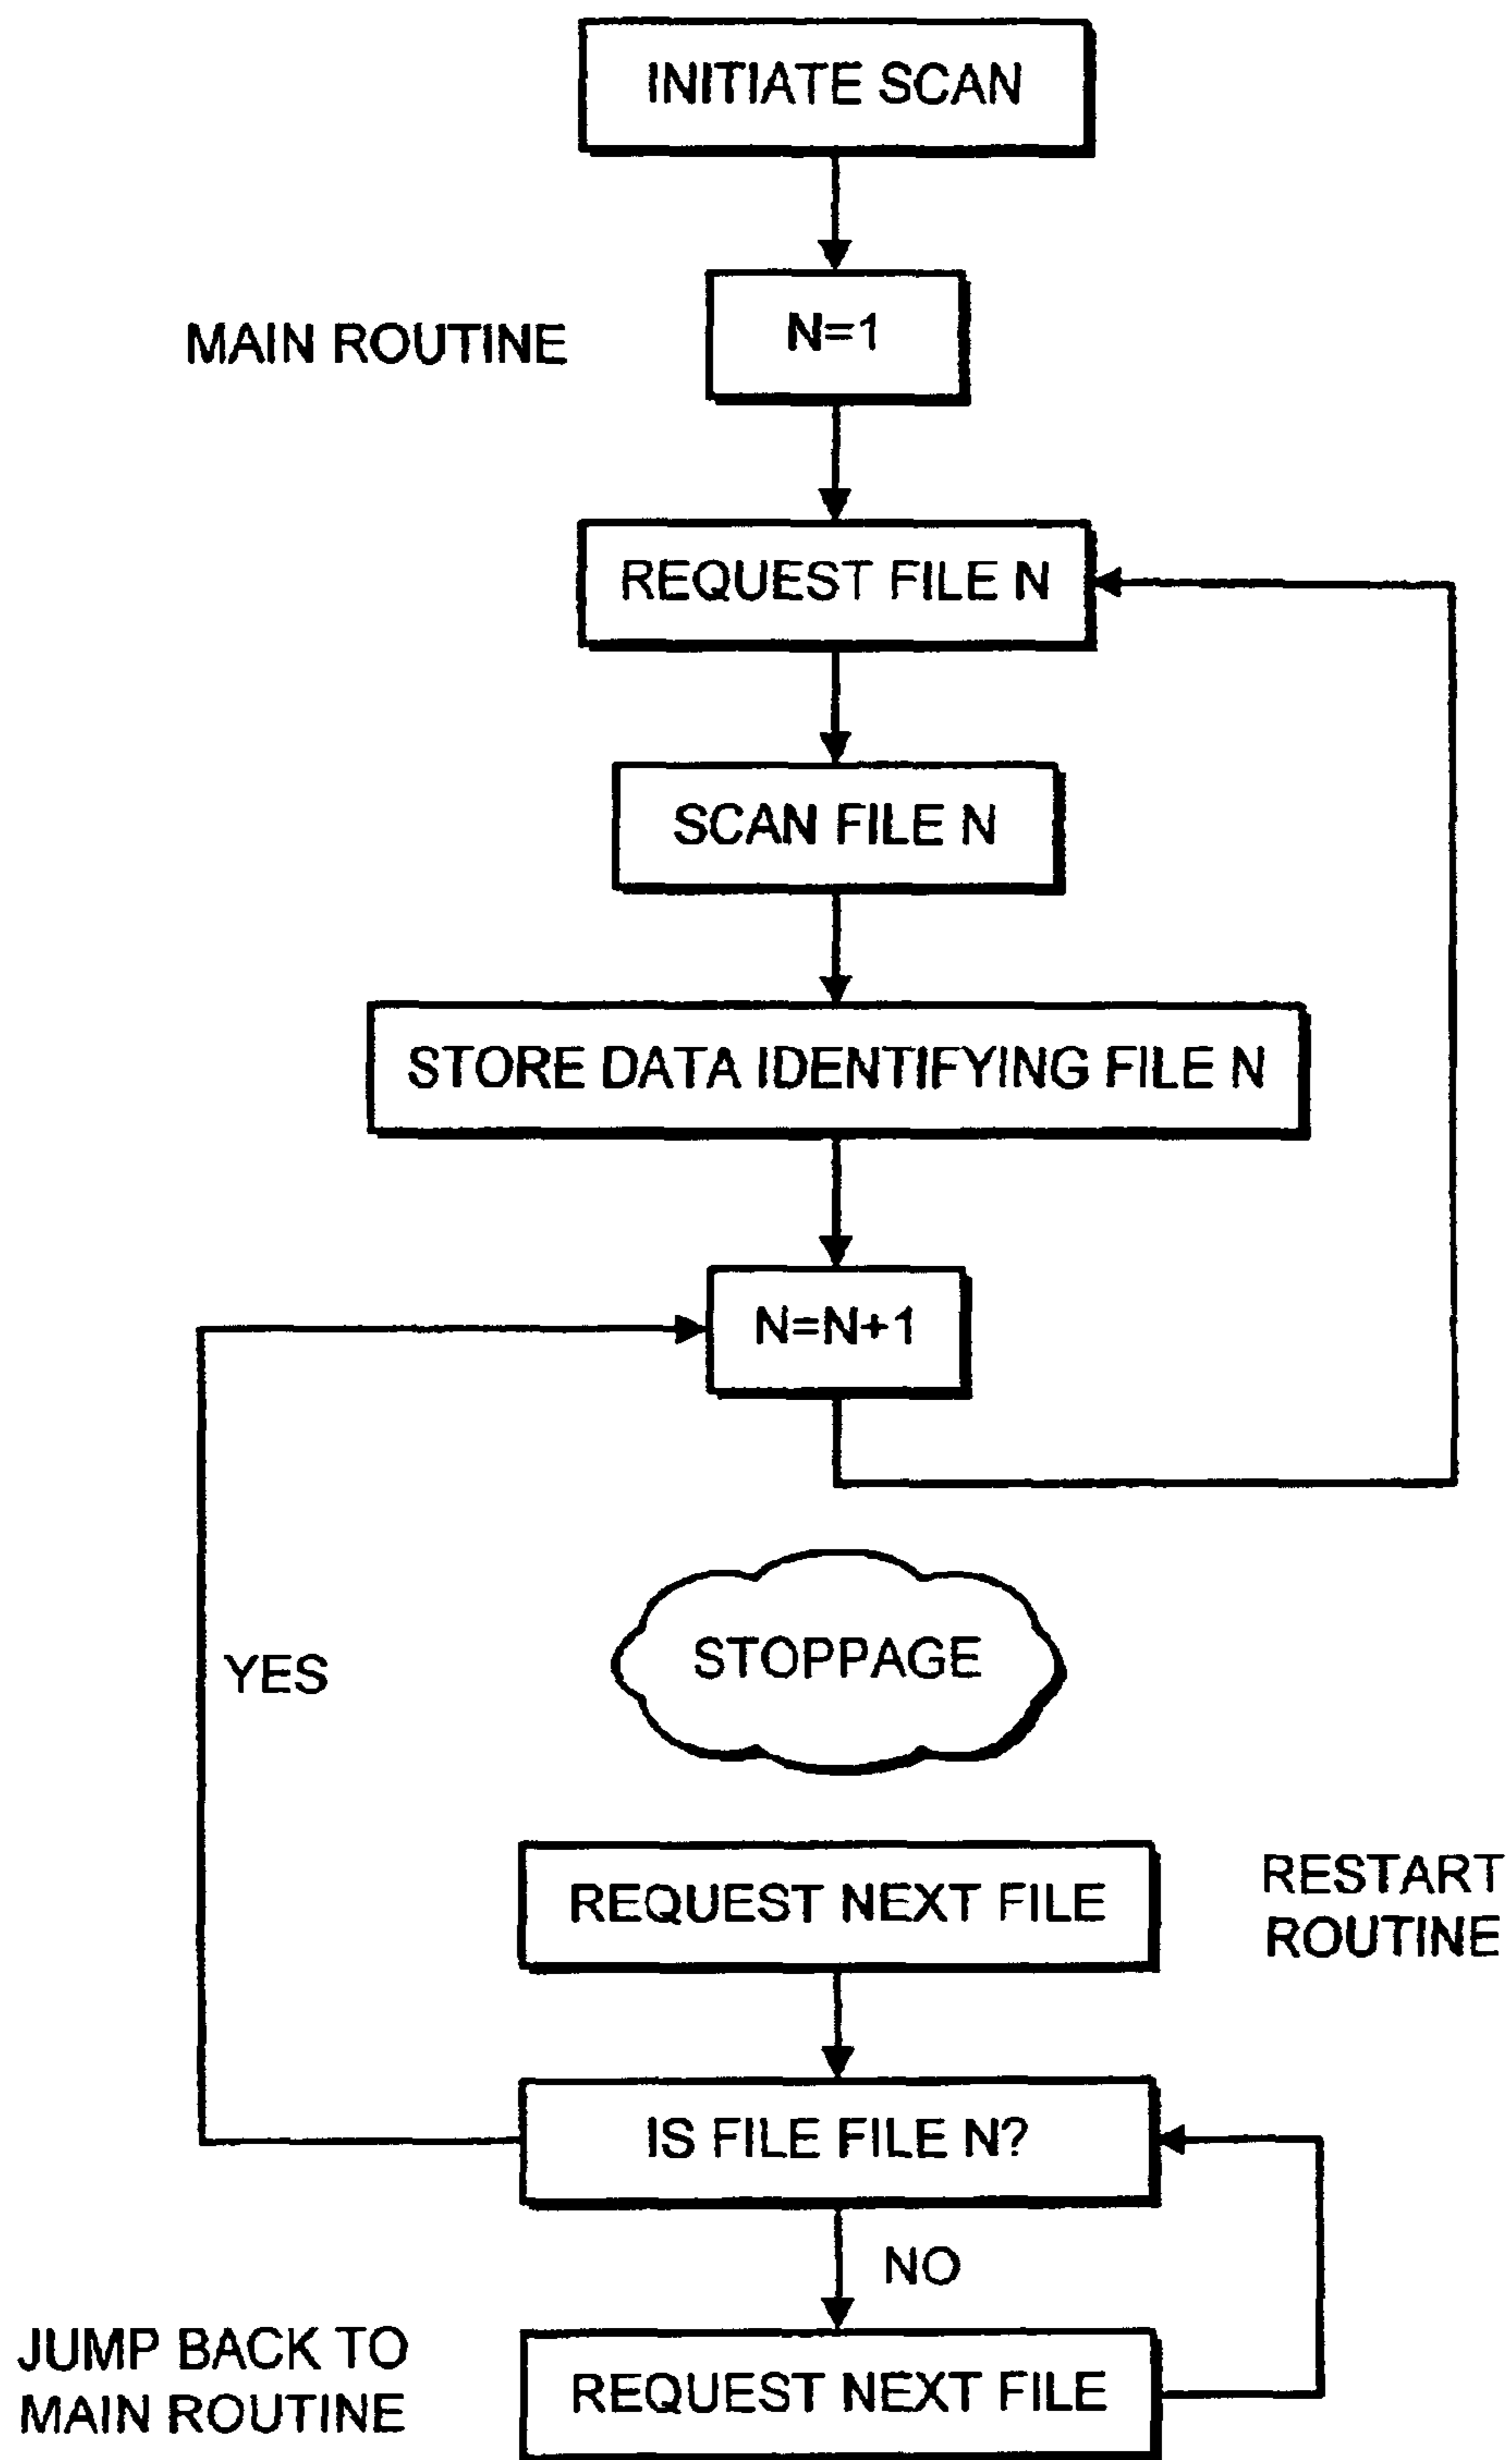 INITIATE SCAN
MAIN ROUTINE
N=1
REQUEST FILE N
SCAN FILE N
STORE DATA IDENTIFYING FILE N
N=N+1
STOPPAGE
YES
REQUEST NEXT FILE
RESTART
ROUTINE
IS FILE FILE N?
NO
JUMP BACK TO
MAIN ROUTINE
REQUEST NEXT FILE